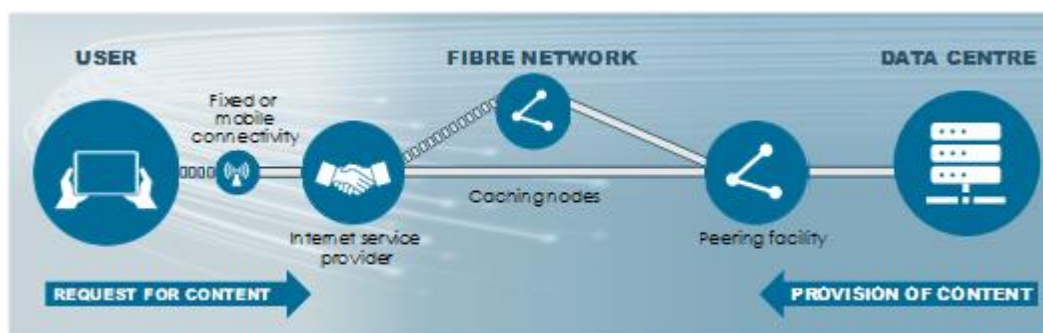 USER
FIBRE NETWORK
DATA CENTRE
Fixed or
mobile
connectivity
Caching nodes
Internet service
provider
Peering facility
REQUEST FOR CONTENT
PROVISION OF CONTENT